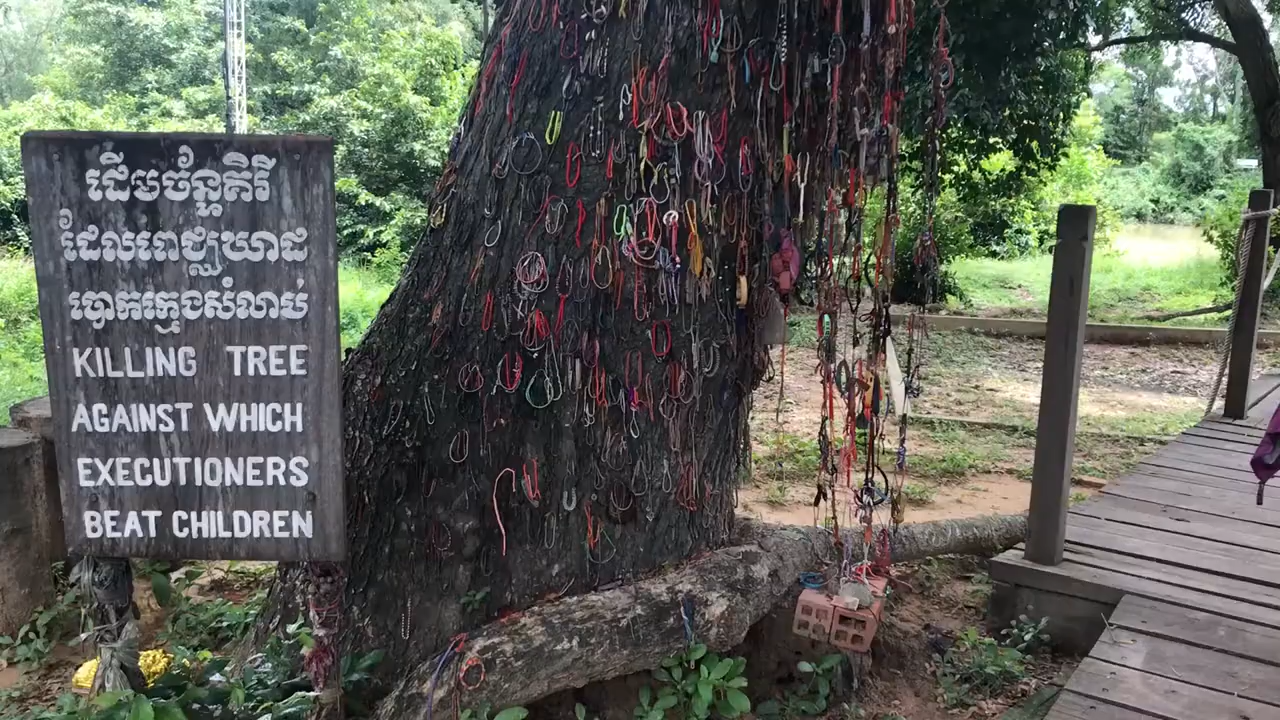 ដើមច័ន្ទគិរី
ដែលពេជ្ឈឃាដ
បោកក្មេងសំលាប់
KILLING TREE
AGAINST WHICH
EXECUTIONERS
BEAT CHILDREN